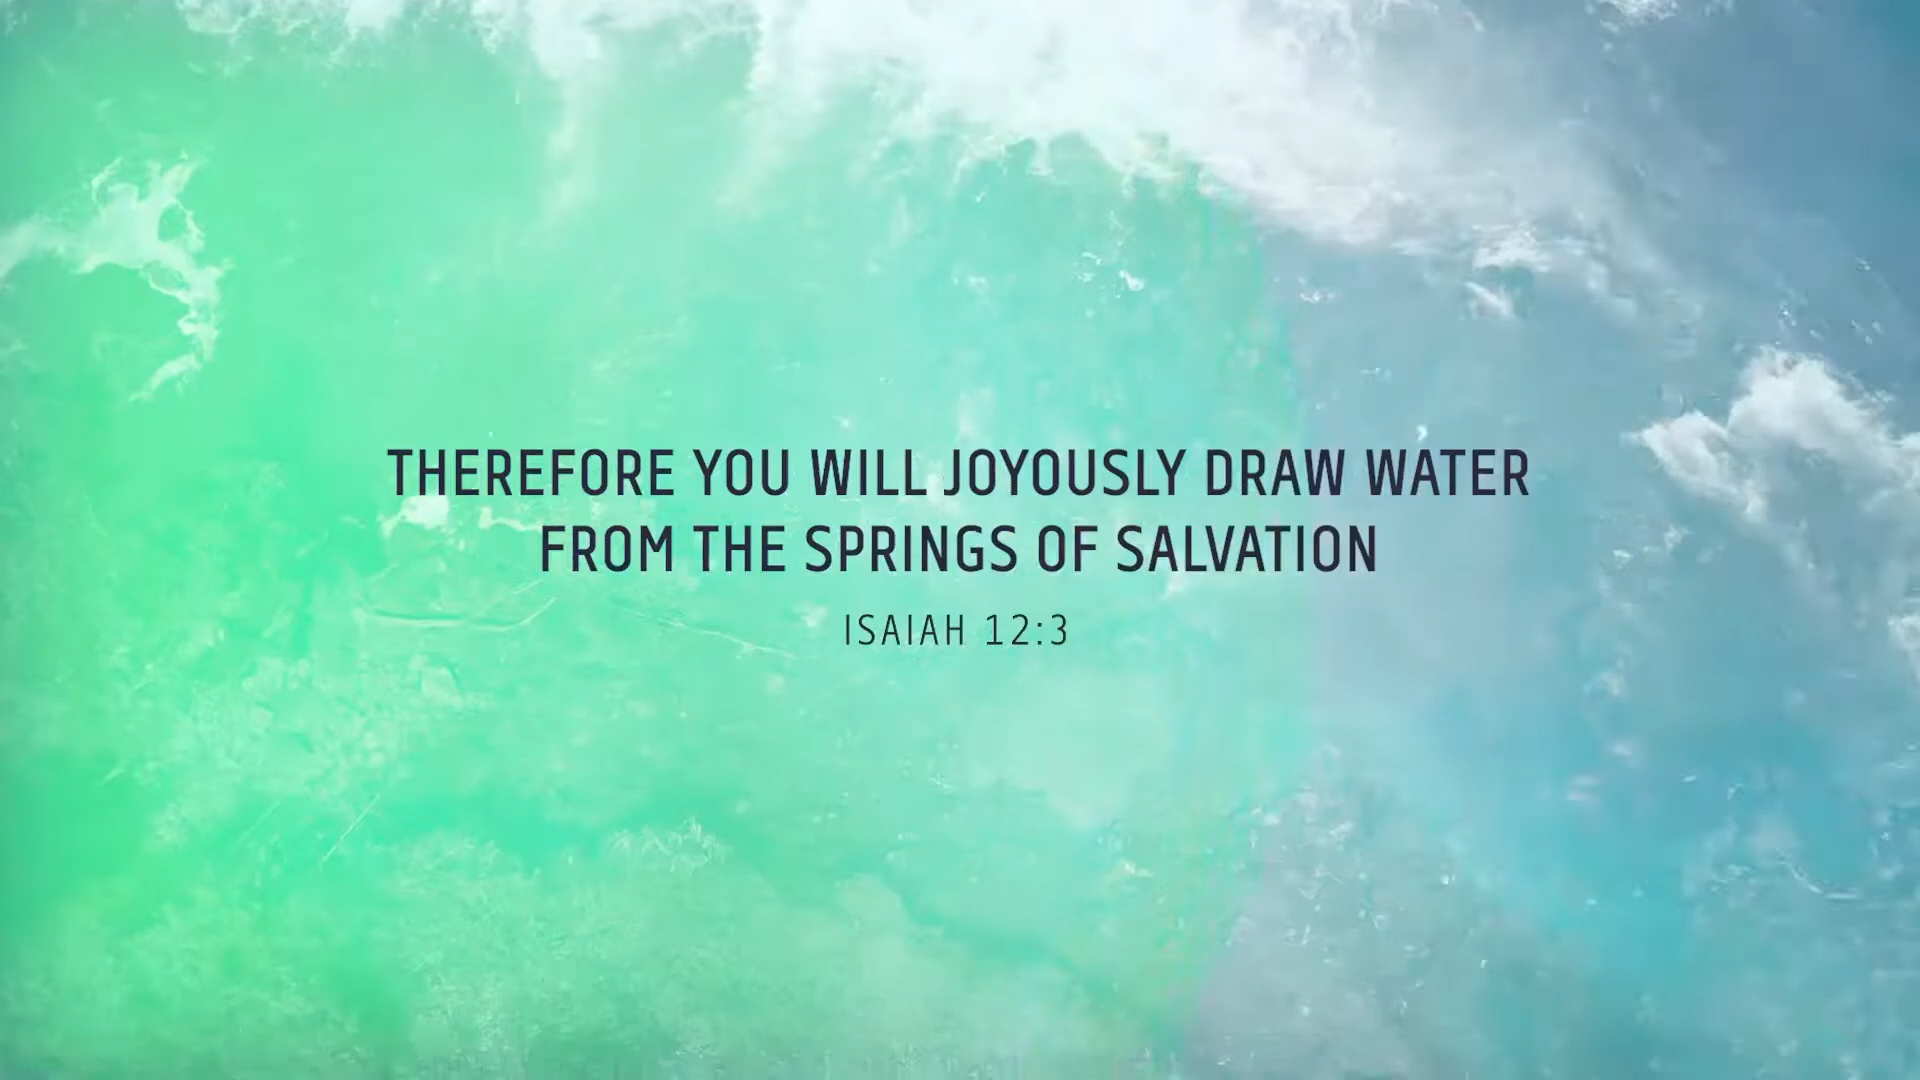 THEREFORE YOU WILL JOYOUSLY DRAW WATER
FROM THE SPRINGS OF SALVATION
ISAIAH 12:3